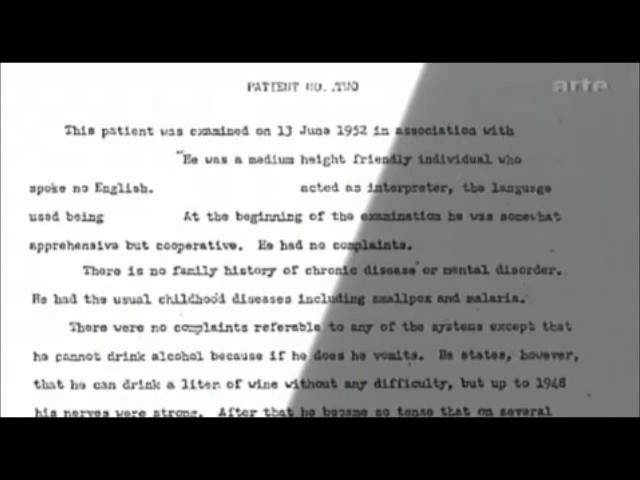 arte
PATIENT NO. TWO
This patient was examined on 13 June 1952 in association with
"He was a medium height friendly individual who
spoke no English. acted as interpreter, the language
used being At the beginning of the examination he was somewhat
apprehensive but cooperative. He had no complaints.
There is no family history of chronic disease or mental disorder.
He had the usual childhood diseases including smallpox and malaria.
There were no complaints referable to any of the systems except that
he cannot drink alcohol because if he does he vomits. He states, however,
that he can drink a liter of wine without any difficulty, but up to 1948
his nerves were strong. After that he became so tense that on several